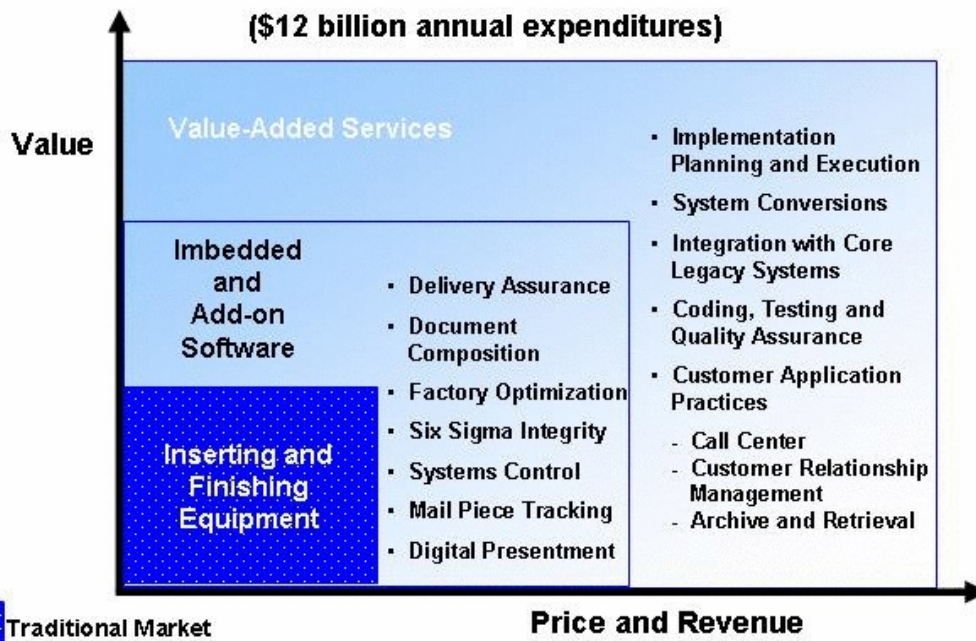 ($12 billion annual expenditures)
Value
Value-Added Services
Imbedded
and
Add-on
Software
Inserting and
Finishing
Equipment
· Delivery Assurance
· Document
Composition
· Factory Optimization
· Six Sigma Integrity
· Systems Control
· Mail Piece Tracking
· Digital Presentment
· Implementation
Planning and Execution
· System Conversions
· Integration with Core
Legacy Systems
· Coding, Testing and
Quality Assurance
· Customer Application
Practices
- Call Center
- Customer Relationship
Management
- Archive and Retrieval
Traditional Market
Price and Revenue